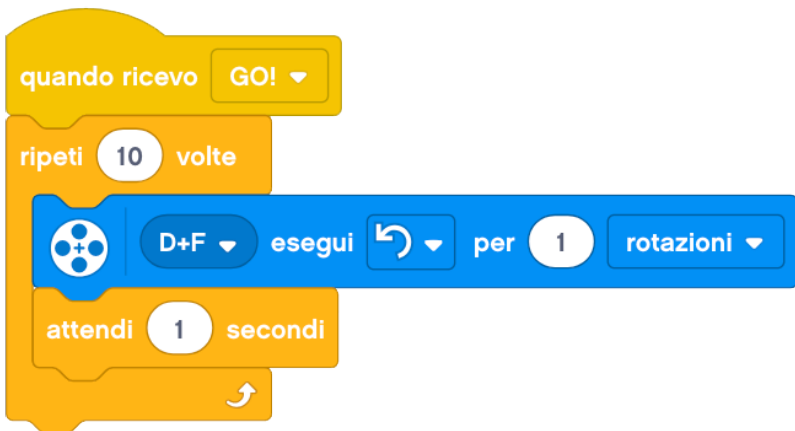 quando ricevo GO!
ripeti 10 volte
D+F esegui per 1 rotazioni
attendi 1 secondi